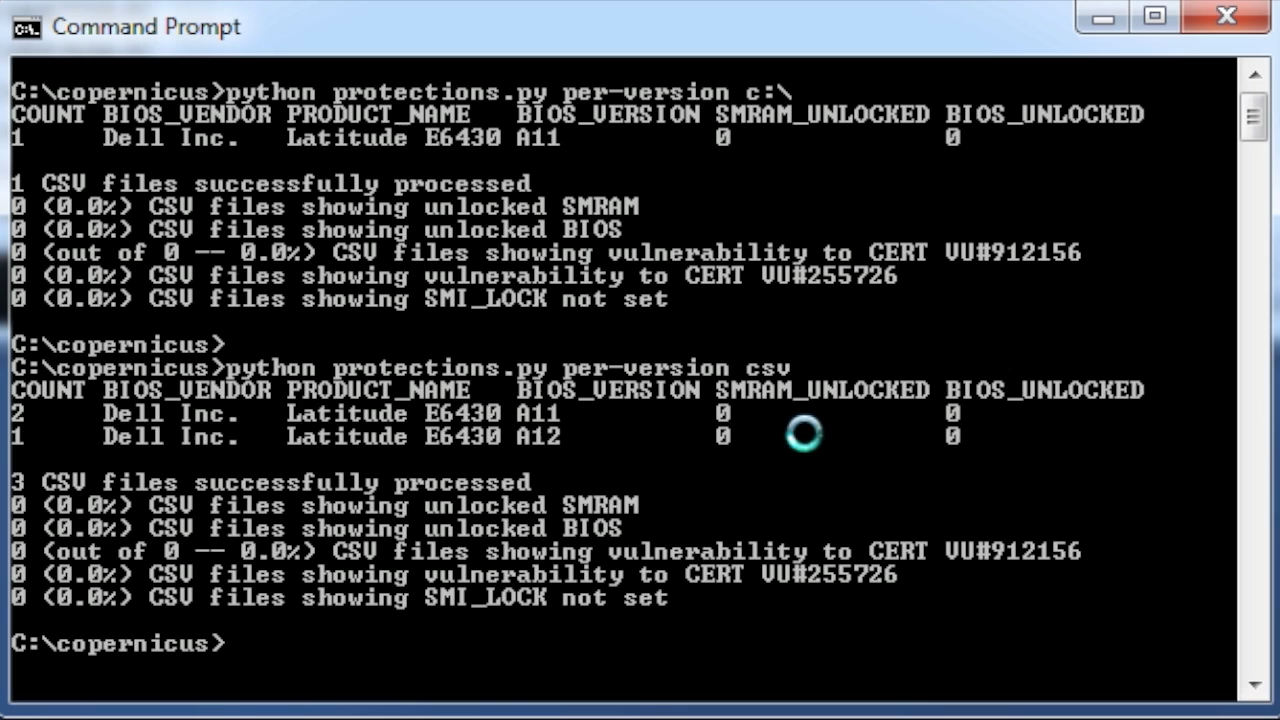 Command Prompt
C:\copernicus>python protections.py per-version c:\
COUNT BIOS_VENDOR PRODUCT_NAME BIOS_VERSION SMRAM_UNLOCKED BIOS_UNLOCKED
1 Dell Inc. Latitude E6430 A11 0 0
1 CSV files successfully processed
0 (0.0%) CSV files showing unlocked SMRAM
0 (0.0%) CSV files showing unlocked BIOS
0 (out of 0 -- 0.0%) CSV files showing vulnerability to CERT VU#912156
0 (0.0%) CSV files showing vulnerability to CERT VU#255726
0 (0.0%) CSV files showing SMI_LOCK not set
C:\copernicus>
C:\copernicus>python protections.py per-version csv
COUNT BIOS_VENDOR PRODUCT_NAME BIOS_VERSION SMRAM_UNLOCKED BIOS_UNLOCKED
2 Dell Inc. Latitude E6430 A11 0 0
1 Dell Inc. Latitude E6430 A12 0 0
3 CSV files successfully processed
0 (0.0%) CSV files showing unlocked SMRAM
0 (0.0%) CSV files showing unlocked BIOS
0 (out of 0 -- 0.0%) CSV files showing vulnerability to CERT VU#912156
0 (0.0%) CSV files showing vulnerability to CERT VU#255726
0 (0.0%) CSV files showing SMI_LOCK not set
C:\copernicus>